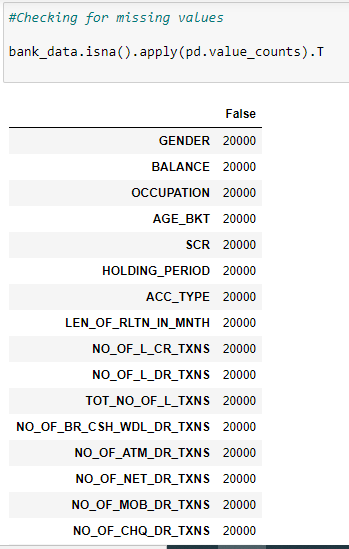 #Checking for missing values
bank_data.isna().apply(pd.value_counts).T
False
GENDER 20000
BALANCE 20000
OCCUPATION 20000
AGE_BKT 20000
SCR 20000
HOLDING_PERIOD 20000
ACC_TYPE 20000
LEN_OF_RLTN_IN_MNTH 20000
NO_OF_L_CR_TXNS 20000
NO_OF_L_DR_TXNS 20000
TOT_NO_OF_L_TXNS 20000
NO_OF_BR_CSH_WDL_DR_TXNS 20000
NO_OF_ATM_DR_TXNS 20000
NO_OF_NET_DR_TXNS 20000
NO_OF_MOB_DR_TXNS 20000
NO_OF_CHQ_DR_TXNS 20000